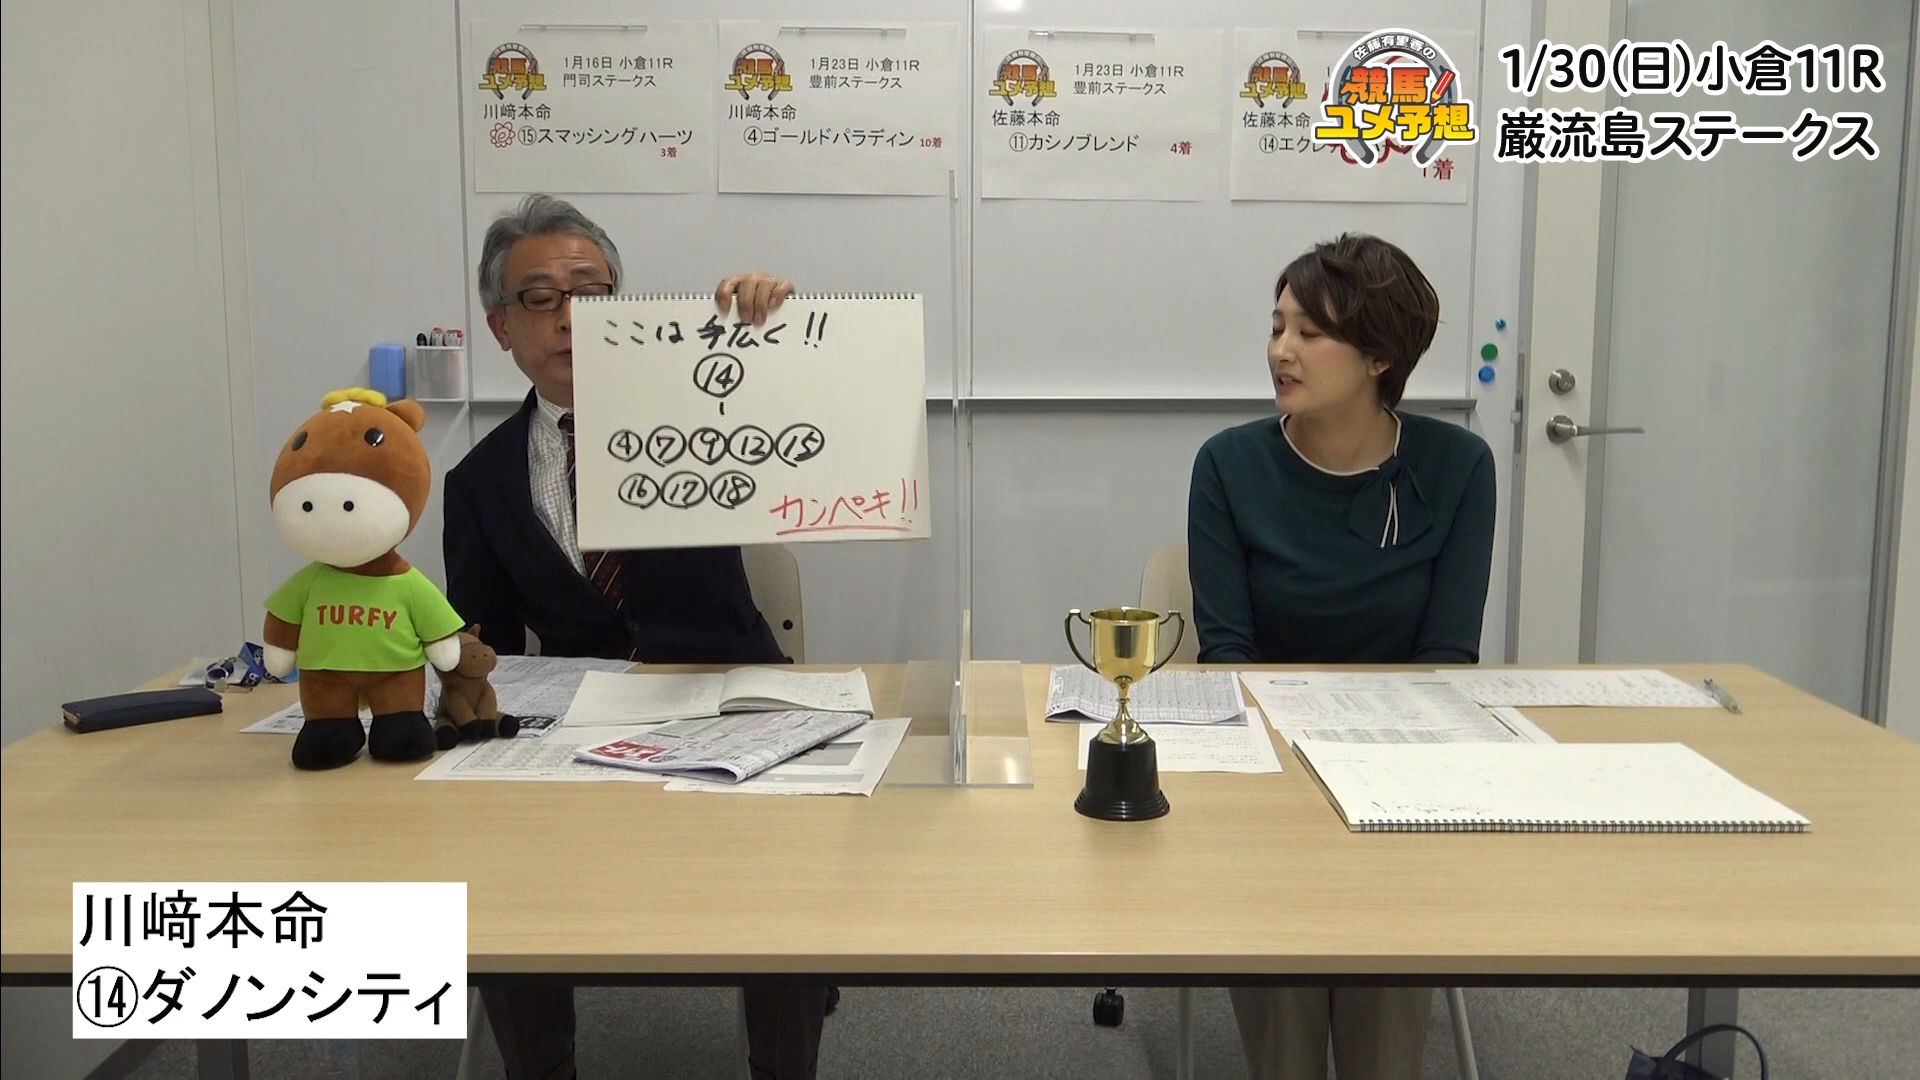 1月16日 小倉11R
門司ステークス
川﨑本命
⑮スマッシングハーツ
3着
1月23日 小倉11R
豊前ステークス
川﨑本命
④ゴールドパラディン 10着
1月23日 小倉11R
豊前ステークス
佐藤本命
⑪カシノブレンド 4着
佐藤本命
1着
佐藤有里香の
競馬
ユメ予想
1/30(日)小倉11R
巌流島ステークス
ここは手広く!!
⑭
④⑦⑨⑫⑮
⑯⑰⑱
カンペキ!!
TURFY
川﨑本命
⑭ダノンシティ